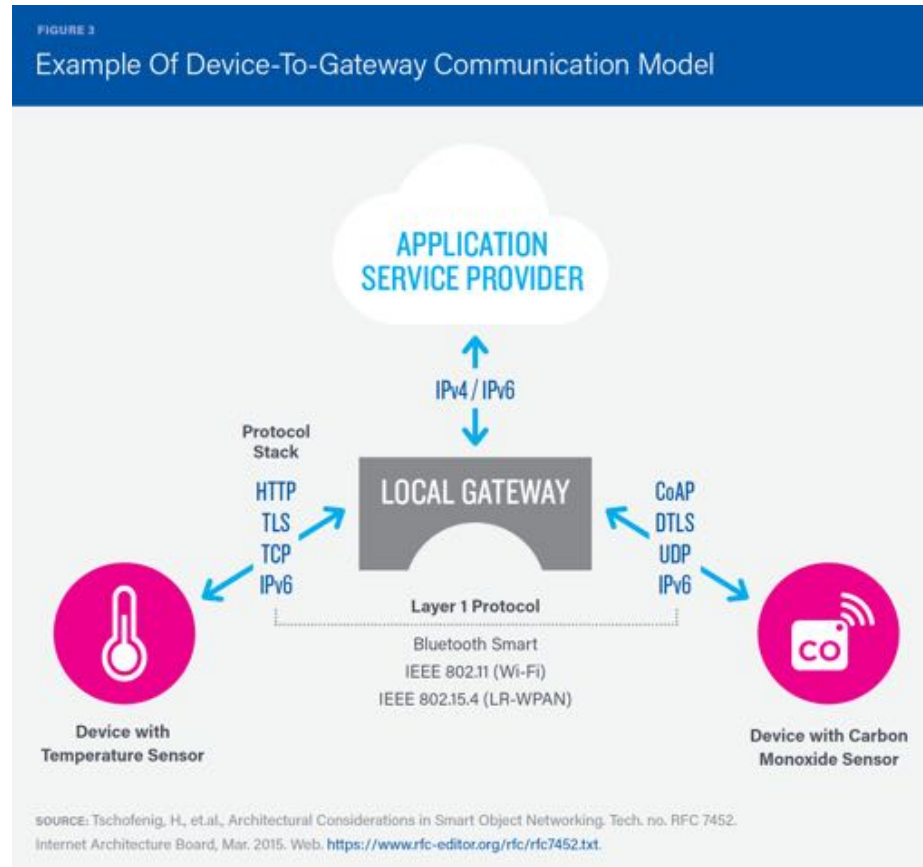 FIGURE 3
Example Of Device-To-Gateway Communication Model
APPLICATION
SERVICE PROVIDER
IPv4 / IPv6
Protocol
Stack
HTTP
TLS
TCP
IPv6
LOCAL GATEWAY
CoAP
DTLS
UDP
IPv6
Layer 1 Protocol
Bluetooth Smart
IEEE 802.11 (Wi-Fi)
IEEE 802.15.4 (LR-WPAN)
CO
Device with
Temperature Sensor
Device with Carbon
Monoxide Sensor
SOURCE: Tschofenig, H., et.al., Architectural Considerations in Smart Object Networking. Tech. no. RFC 7452.
Internet Architecture Board, Mar. 2015. Web. https://www.rfc-editor.org/rfc/rfc7452.txt.